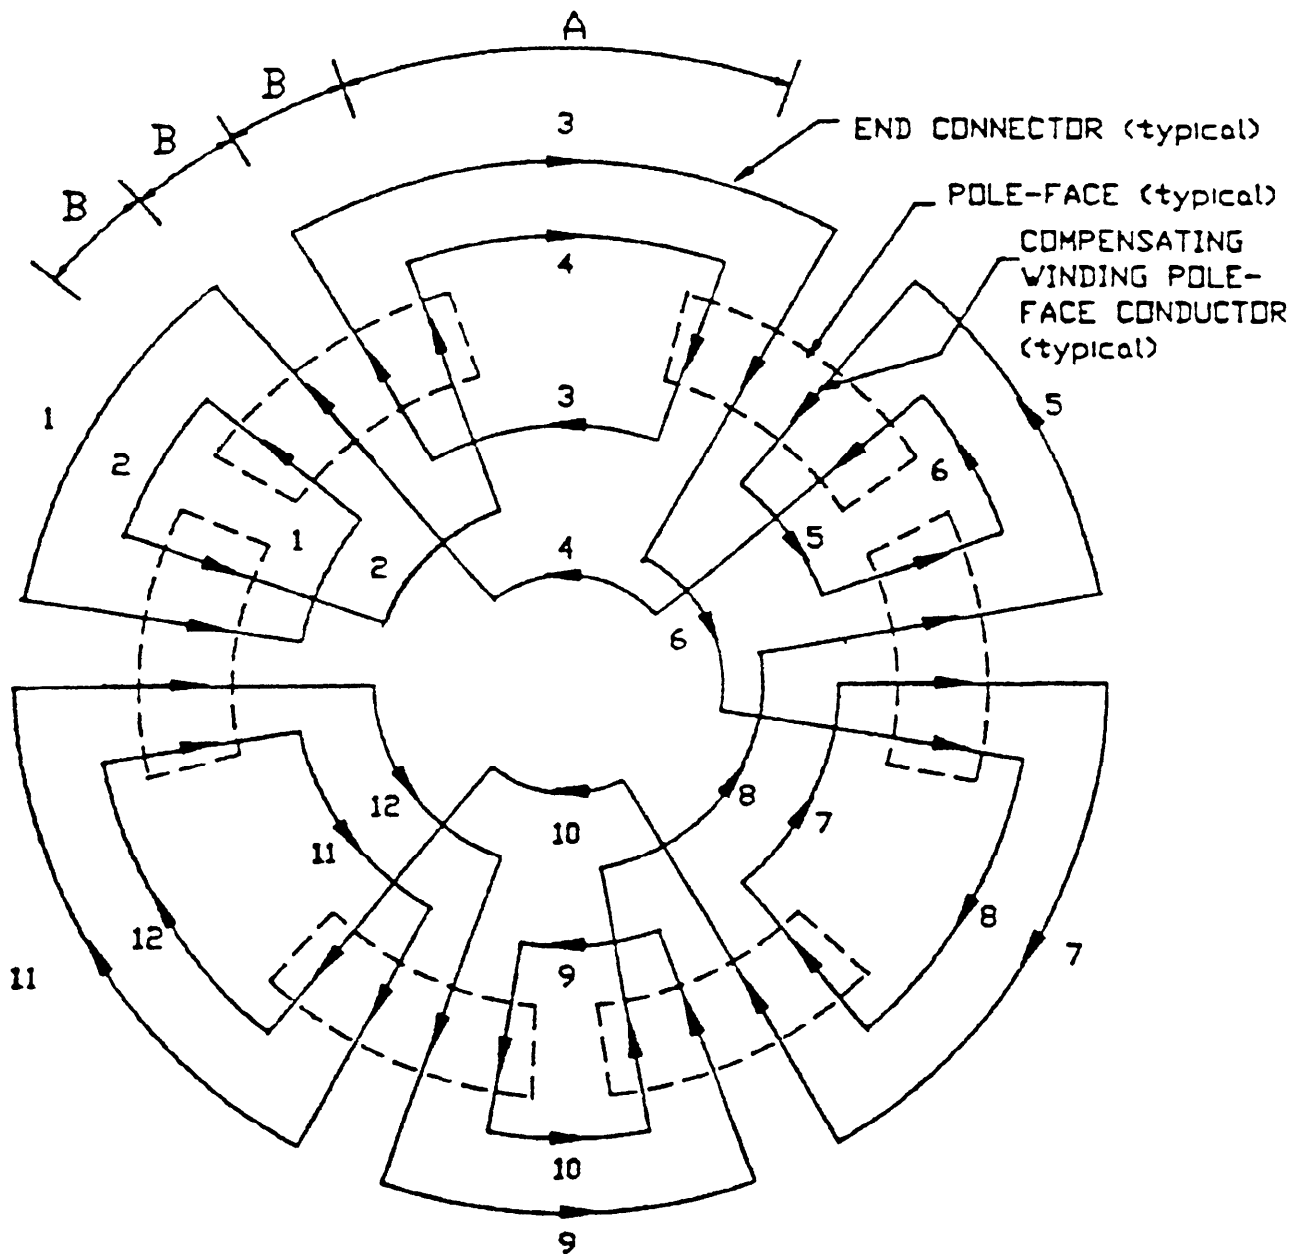 A
B
B
B
3
END CONNECTOR (typical)
POLE-FACE (typical)
COMPENSATING
WINDING POLE-
FACE CONDUCTOR
(typical)
4
3
1
2
1
2
5
6
5
4
6
12
11
10
8
7
12
11
9
10
9
8
7